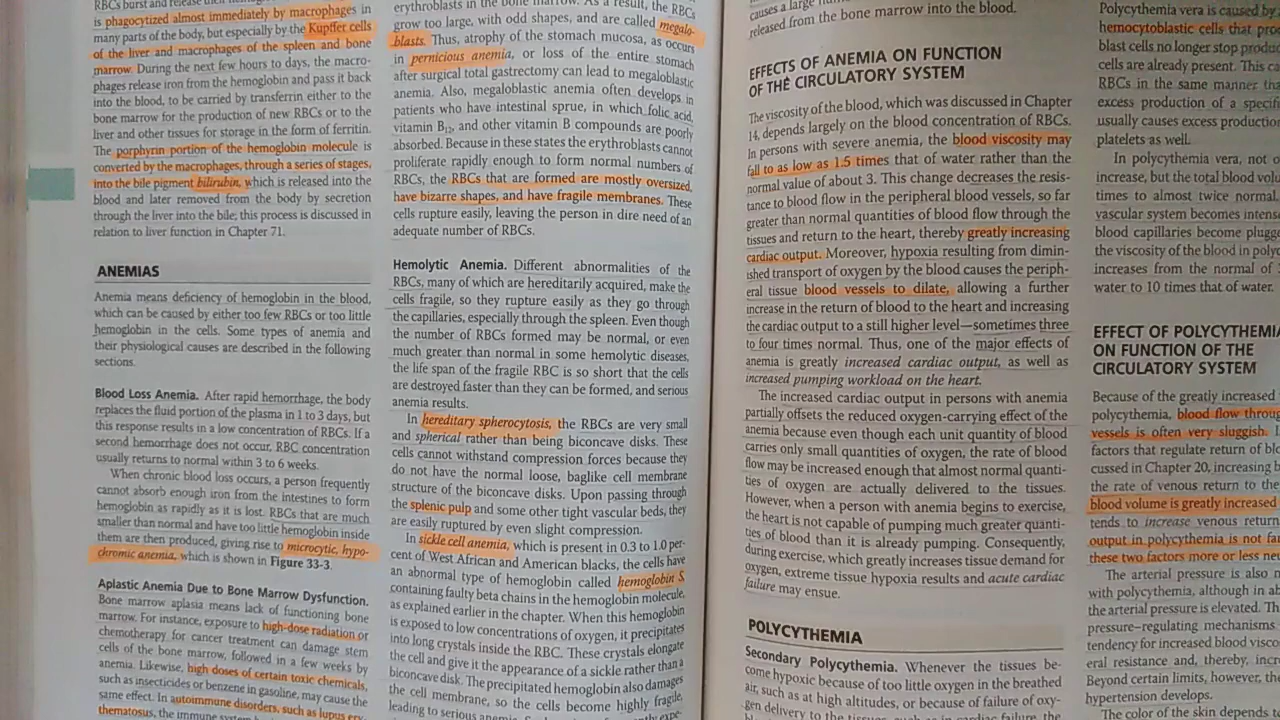 RBCs burst and release their
is phagocytized almost immediately by macrophages in
many parts of the body, but especially by the Kupffer cells
of the liver and macrophages of the spleen and bone
marrow. During the next few hours to days, the macro-
phages release iron from the hemoglobin and pass it back
into the blood, to be carried by transferrin either to the
bone marrow for the production of new RBCs or to the
liver and other tissues for storage in the form of ferritin.
The porphyrin portion of the hemoglobin molecule is
converted by the macrophages, through a series of stages,
into the bile pigment bilirubin, which is released into the
blood and later removed from the body by secretion
through the liver into the bile; this process is discussed in
relation to liver function in Chapter 71.
ANEMIAS
Anemia means deficiency of hemoglobin in the blood,
which can be caused by either too few RBCs or too little
hemoglobin in the cells. Some types of anemia and
their physiological causes are described in the following
sections.
Blood Loss Anemia. After rapid hemorrhage, the body
replaces the fluid portion of the plasma in 1 to 3 days, but
this response results in a low concentration of RBCs. If a
second hemorrhage does not occur, RBC concentration
usually returns to normal within 3 to 6 weeks.
When chronic blood loss occurs, a person frequently
cannot absorb enough iron from the intestines to form
hemoglobin as rapidly as it is lost. RBCs that are much
smaller than normal and have too little hemoglobin inside
them are then produced, giving rise to microcytic, hypo-
chromic anemia, which is shown in Figure 33-3.
Aplastic Anemia Due to Bone Marrow Dysfunction.
Bone marrow aplasia means lack of functioning bone
marrow. For instance, exposure to high-dose radiation or
chemotherapy for cancer treatment can damage stem
cells of the bone marrow, followed in a few weeks by
anemia. Likewise, high doses of certain toxic chemicals,
such as insecticides or benzene in gasoline, may cause the
same effect. In autoimmune disorders, such as lupus ery-
thematosus, the immune system
erythroblasts in the bone marrow. As a result, the RBCs
grow too large, with odd shapes, and are called megalo-
blasts. Thus, atrophy of the stomach mucosa, as occurs
in pernicious anemia, or loss of the entire stomach
after surgical total gastrectomy can lead to megaloblastic
anemia. Also, megaloblastic anemia often develops in
patients who have intestinal sprue, in which folic acid,
vitamin B12, and other vitamin B compounds are poorly
absorbed. Because in these states the erythroblasts cannot
proliferate rapidly enough to form normal numbers of
RBCs, the RBCs that are formed are mostly oversized,
have bizarre shapes, and have fragile membranes. These
cells rupture easily, leaving the person in dire need of an
adequate number of RBCs.
Hemolytic Anemia. Different abnormalities of the
RBCs, many of which are hereditarily acquired, make the
cells fragile, so they rupture easily as they go through
the capillaries, especially through the spleen. Even though
the number of RBCs formed may be normal, or even
much greater than normal in some hemolytic diseases,
the life span of the fragile RBC is so short that the cells
are destroyed faster than they can be formed, and serious
anemia results.
In hereditary spherocytosis, the RBCs are very small
and spherical rather than being biconcave disks. These
cells cannot withstand compression forces because they
do not have the normal loose, baglike cell membrane
structure of the biconcave disks. Upon passing through
the splenic pulp and some other tight vascular beds, they
are easily ruptured by even slight compression.
In sickle cell anemia, which is present in 0.3 to 1.0 per-
cent of West African and American blacks, the cells have
an abnormal type of hemoglobin called hemoglobin S,
containing faulty beta chains in the hemoglobin molecule,
as explained earlier in the chapter. When this hemoglobin
is exposed to low concentrations of oxygen, it precipitates
into long crystals inside the RBC. These crystals elongate
the cell and give it the appearance of a sickle rather than a
biconcave disk. The precipitated hemoglobin also damages
the cell membrane, so the cells become highly fragile,
leading to serious
causes a large
released from the bone marrow into the blood.
EFFECTS OF ANEMIA ON FUNCTION
OF THE CIRCULATORY SYSTEM
The viscosity of the blood, which was discussed in Chapter
14, depends largely on the blood concentration of RBCs.
In persons with severe anemia, the blood viscosity may
fall to as low as 1.5 times that of water rather than the
normal value of about 3. This change decreases the resis-
tance to blood flow in the peripheral blood vessels, so far
greater than normal quantities of blood flow through the
tissues and return to the heart, thereby greatly increasing
cardiac output. Moreover, hypoxia resulting from dimin-
ished transport of oxygen by the blood causes the periph-
eral tissue blood vessels to dilate, allowing a further
increase in the return of blood to the heart and increasing
the cardiac output to a still higher level—sometimes three
to four times normal. Thus, one of the major effects of
anemia is greatly increased cardiac output, as well as
increased pumping workload on the heart.
The increased cardiac output in persons with anemia
partially offsets the reduced oxygen-carrying effect of the
anemia because even though each unit quantity of blood
carries only small quantities of oxygen, the rate of blood
flow may be increased enough that almost normal quanti-
ties of oxygen are actually delivered to the tissues.
However, when a person with anemia begins to exercise,
the heart is not capable of pumping much greater quanti-
ties of blood than it is already pumping. Consequently,
during exercise, which greatly increases tissue demand for
oxygen, extreme tissue hypoxia results and acute cardiac
failure may ensue.
POLYCYTHEMIA
Secondary Polycythemia. Whenever the tissues be-
come hypoxic because of too little oxygen in the breathed
air, such as at high altitudes, or because of failure of oxy-
gen delivery to the tissues, such as in cardiac failure, the
Polycythemia vera is caused by
hemocytoblastic cells that
blast cells no longer stop
cells are already present. This
RBCs in the same manner
excess production of a
usually causes excess production
platelets as well.
In polycythemia vera, not
increase, but the total blood
times to almost twice normal.
vascular system becomes
blood capillaries become
the viscosity of the blood in
increases from the normal of
water to 10 times that of water.
EFFECT OF POLYCYTHEMIA
ON FUNCTION OF THE
CIRCULATORY SYSTEM
Because of the greatly increased
polycythemia, blood flow
vessels is often very sluggish.
factors that regulate return of
cussed in Chapter 20, increasing
the rate of venous return to the
blood volume is greatly increased
tends to increase venous
output in polycythemia is not
these two factors more or less
The arterial pressure is also
with polycythemia, although in
the arterial pressure is elevated.
pressure-regulating mechanisms
tendency for increased blood
eral resistance and, thereby,
Beyond certain limits, however,
hypertension develops.
The color of the skin depends